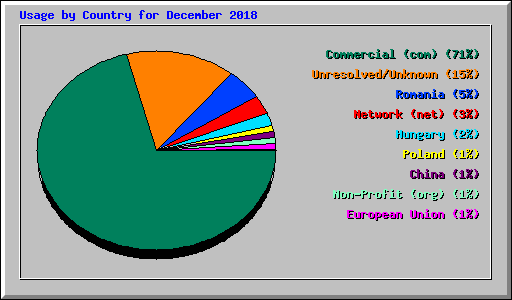 Usage by Country for December 2018
Commercial (com) (71%)
Unresolved/Unknown (15%)
Romania (5%)
Network (net) (3%)
Hungary (2%)
Poland (1%)
China (1%)
Non-Profit (org) (1%)
European Union (1%)